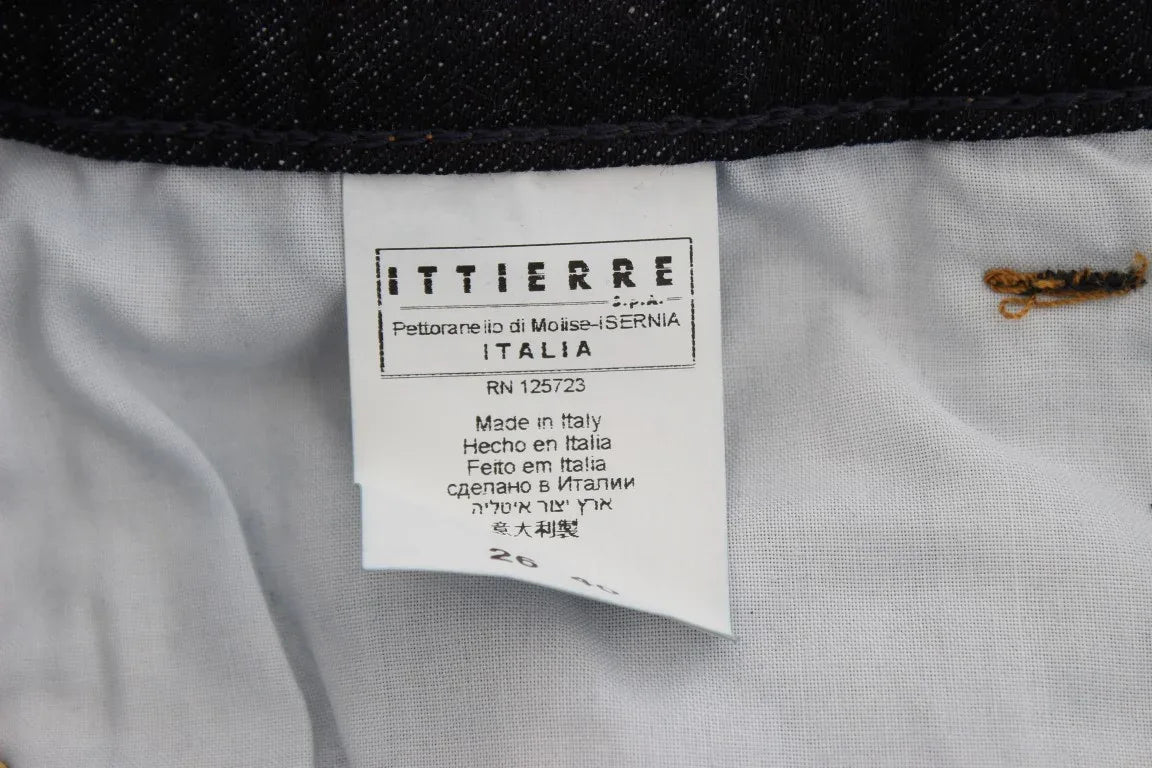 ITTIERRE
S.p.A.
Pettoranello di Molise-ISERNIA
ITALIA
RN 125723
Made in Italy
Hecho en Italia
Feito em Italia
сделано в Италии
ארץ יצור איטליה
意大利製
26 40